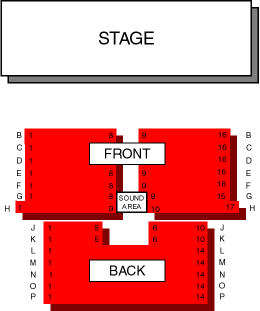 STAGE
B 1 8 9 16 B
C 1 8 9 16 C
D 1 8 9 16 D
FRONT
E 1 8 9 16 E
F 1 8 9 16 F
G 1 8 9 15 G
SOUND
AREA
H 1 9 10 17 H
J 1 5 6 10 J
K 1 5 6 10 K
L 1 14 L
M 1 14 M
BACK
N 1 14 N
O 1 14 O
P 1 14 P